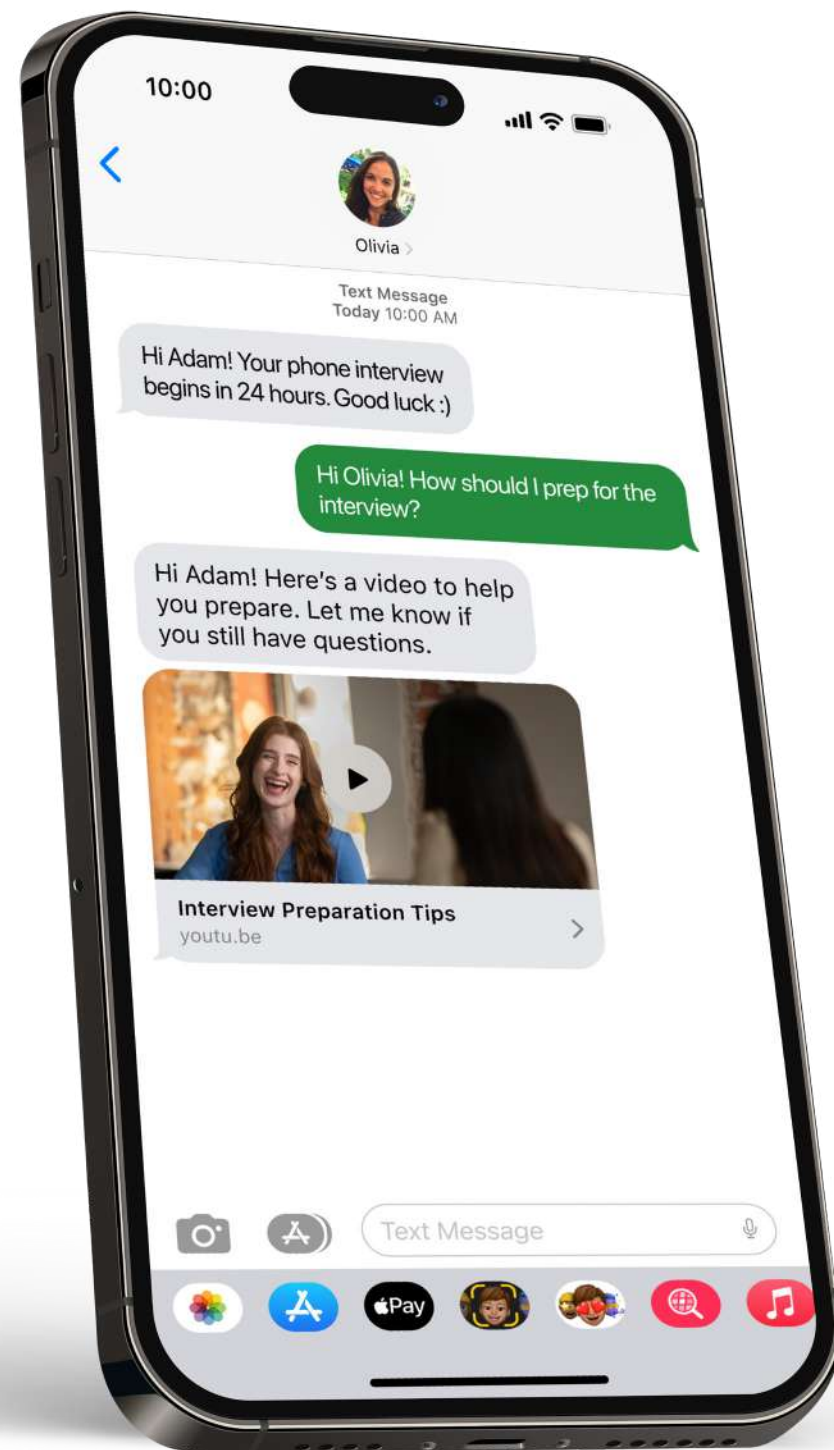 10:00
Olivia
Text Message
Today 10:00 AM
Hi Adam! Your phone interview
begins in 24 hours. Good luck :)
Hi Olivia! How should I prep for the
interview?
Hi Adam! Here's a video to help
you prepare. Let me know if
you still have questions.
Interview Preparation Tips
youtu.be
Text Message
Pay